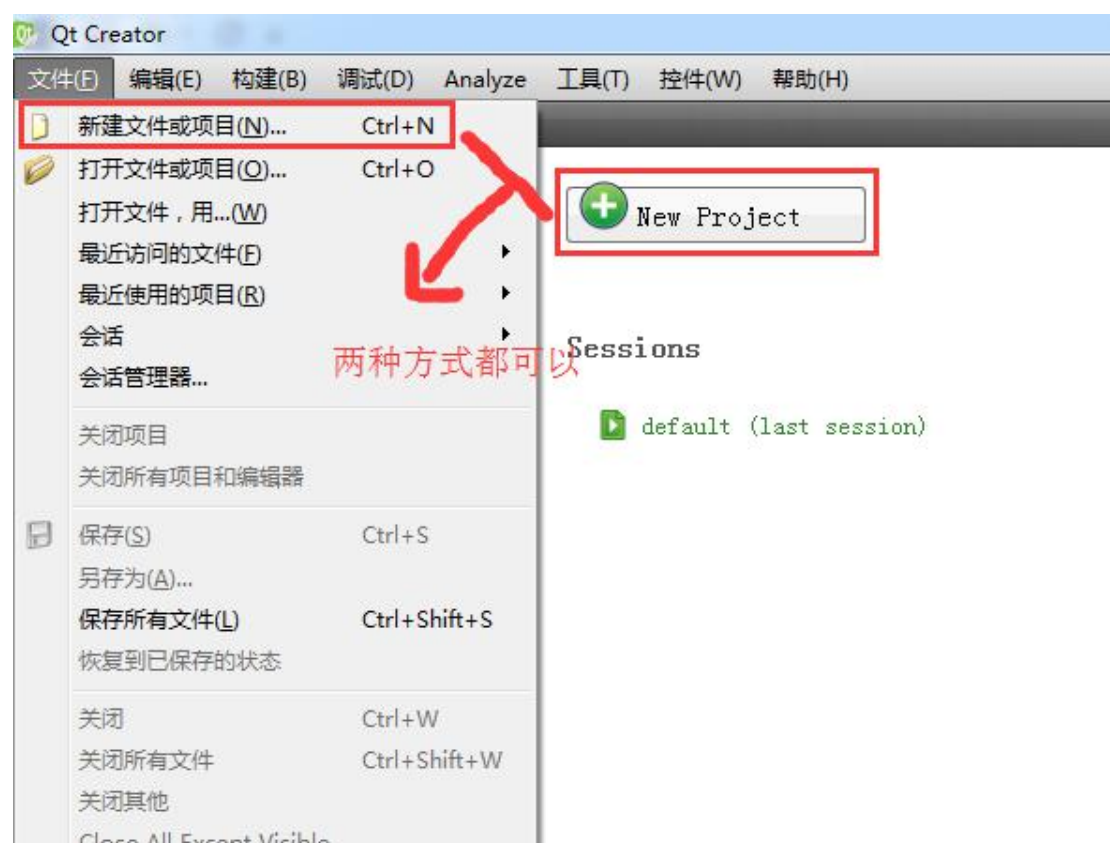 Qt Creator
文件(F) 编辑(E) 构建(B) 调试(D) Analyze 工具(T) 控件(W) 帮助(H)
新建文件或项目(N)... Ctrl+N
打开文件或项目(O)... Ctrl+O
打开文件，用...(W)
最近访问的文件(F)
最近使用的项目(R)
会话
会话管理器...
关闭项目
关闭所有项目和编辑器
保存(S) Ctrl+S
另存为(A)...
保存所有文件(L) Ctrl+Shift+S
恢复到已保存的状态
关闭 Ctrl+W
关闭所有文件 Ctrl+Shift+W
关闭其他
Close All Except Visible
New Project
两种方式都可以
Sessions
default (last session)